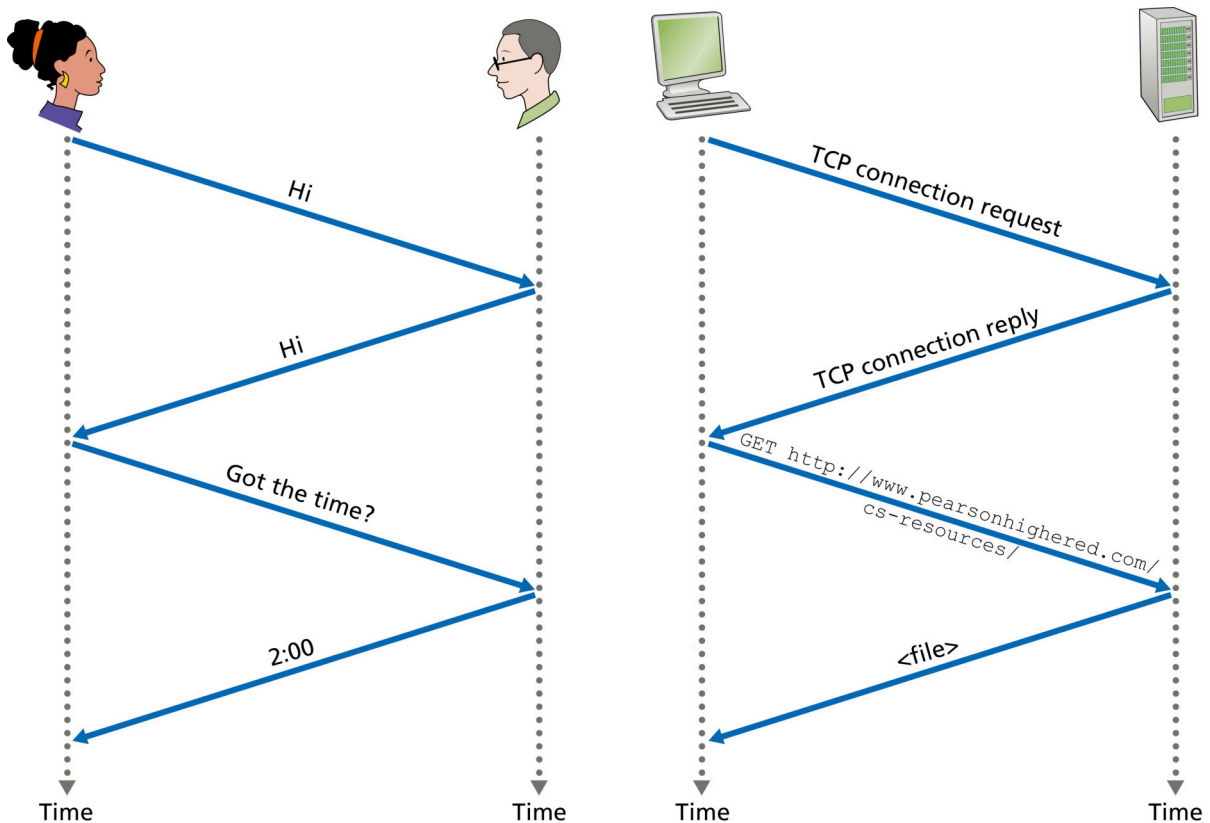 Hi
Hi
Got the time?
2:00
Time
Time
TCP connection request
TCP connection reply
GET http://www.pearsonhighered.com/
cs-resources/
<file>
Time
Time